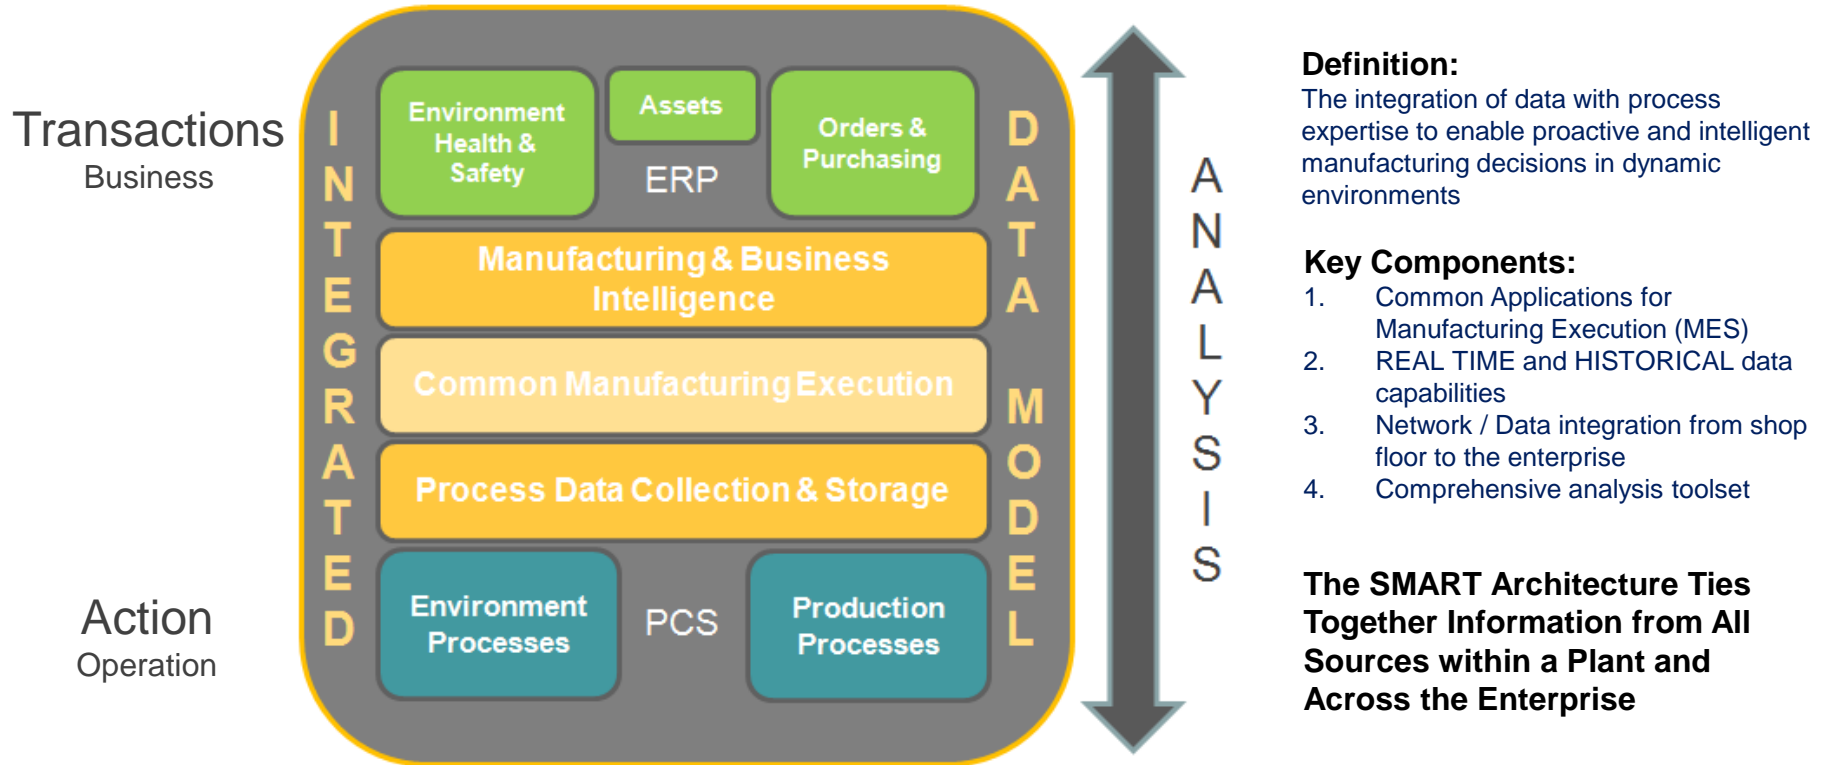 Transactions
Business
Action
Operation
INTEGRATED
Environment
Health &
Safety
Assets
ERP
Orders &
Purchasing
Manufacturing & Business
Intelligence
Common Manufacturing Execution
Process Data Collection & Storage
Environment
Processes
PCS
Production
Processes
DATA MODEL
ANALYSIS
Definition:
The integration of data with process
expertise to enable proactive and intelligent
manufacturing decisions in dynamic
environments
Key Components:
1. Common Applications for
Manufacturing Execution (MES)
2. REAL TIME and HISTORICAL data
capabilities
3. Network / Data integration from shop
floor to the enterprise
4. Comprehensive analysis toolset
The SMART Architecture Ties
Together Information from All
Sources within a Plant and
Across the Enterprise